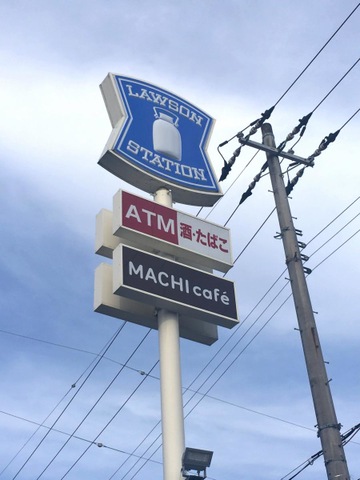 LAWSON
STATION
ATM 酒・たばこ
MACHI café